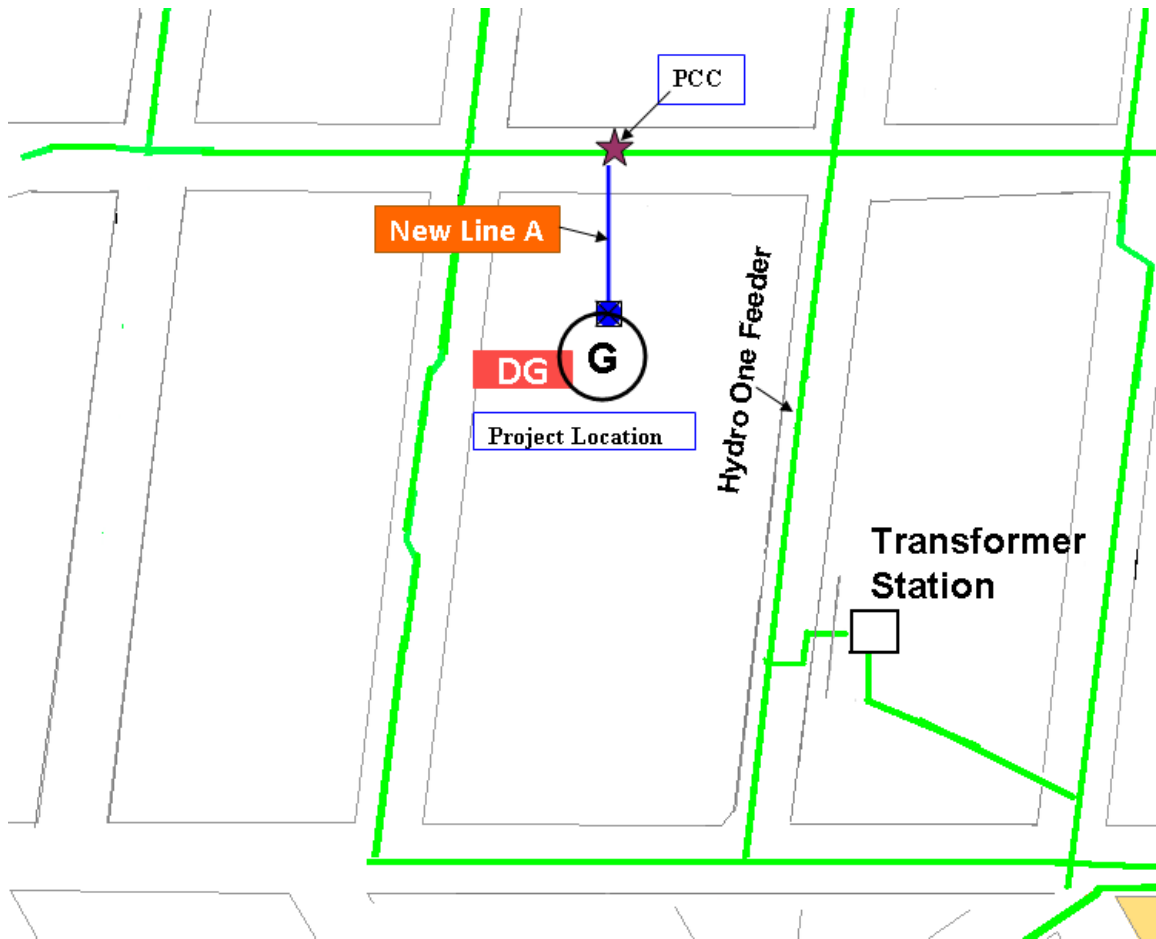 PCC
New Line A
G
DG
Project Location
Hydro One Feeder
Transformer
Station